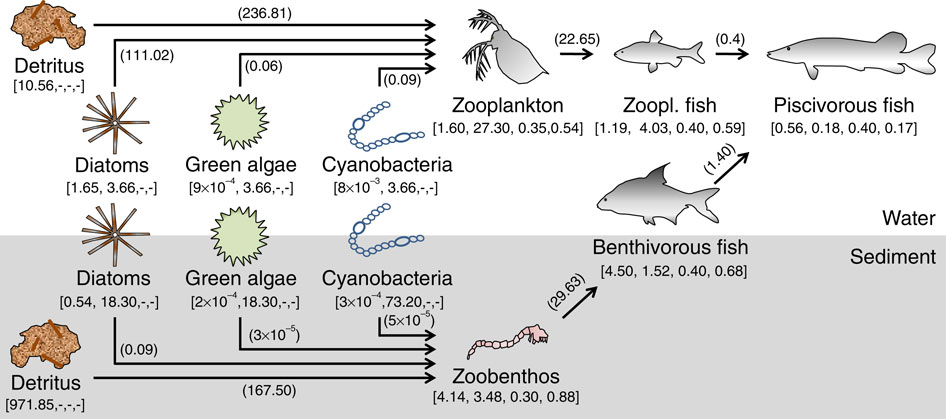 (236.81)
Detritus
[10.56,-,-,-]
(111.02)
(0.06)
(0.09)
(22.65)
(0.4)
Zooplankton
[1.60, 27.30, 0.35,0.54]
Zoopl. fish
[1.19, 4.03, 0.40, 0.59]
Piscivorous fish
[0.56, 0.18, 0.40, 0.17]
Diatoms
[1.65, 3.66,-,-]
Green algae
[9×10⁻⁴, 3.66,-,-]
Cyanobacteria
[8×10⁻³, 3.66,-,-]
(1.40)
Water
Benthivorous fish
[4.50, 1.52, 0.40, 0.68]
Sediment
Diatoms
[0.54, 18.30,-,-]
Green algae
[2×10⁻⁴,18.30,-,-]
Cyanobacteria
[3×10⁻⁴,73.20,-,-]
(29.63)
(5×10⁻⁵)
(3×10⁻⁵)
(0.09)
Detritus
[971.85,-,-,-]
(167.50)
Zoobenthos
[4.14, 3.48, 0.30, 0.88]